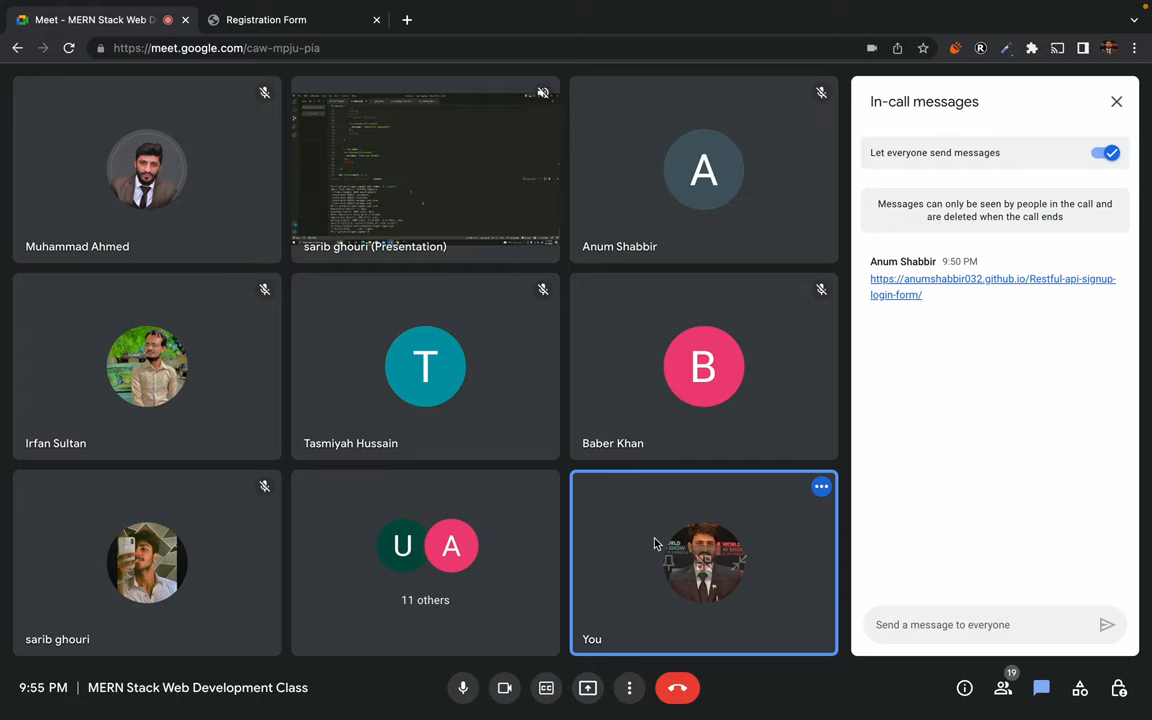 Meet - MERN Stack Web D
Registration Form
https://meet.google.com/caw-mpju-pia
Muhammad Ahmed
sarib ghouri (Presentation)
A
Anum Shabbir
Irfan Sultan
T
Tasmiyah Hussain
B
Baber Khan
sarib ghouri
U A
11 others
You
In-call messages
Let everyone send messages
Messages can only be seen by people in the call and
are deleted when the call ends
Anum Shabbir 9:50 PM
https://anumshabbir032.github.io/Restful-api-signup-
login-form/
Send a message to everyone
9:55 PM | MERN Stack Web Development Class
19